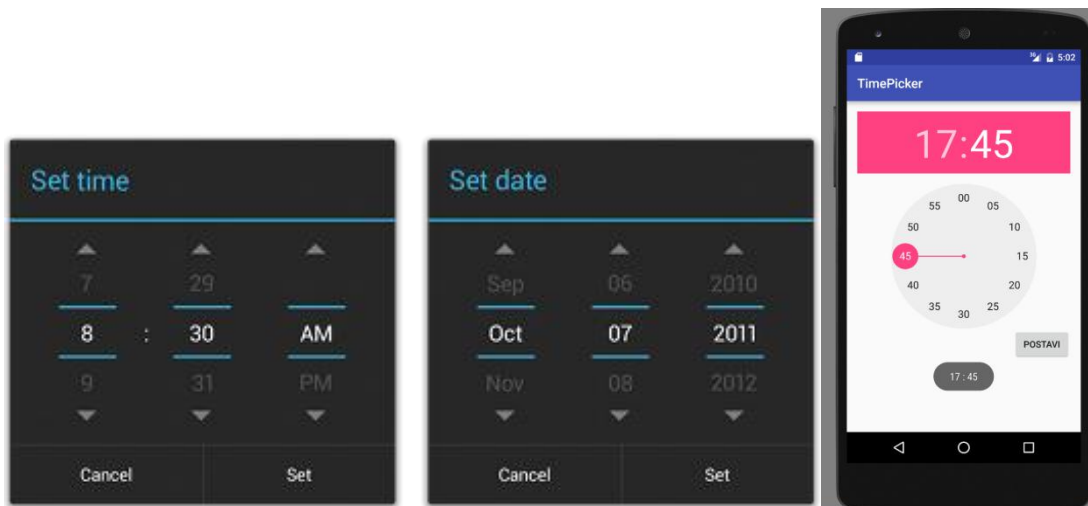 Set time
7 29
8 : 30 AM
9 31 PM
Cancel Set
Set date
Sep 06 2010
Oct 07 2011
Nov 08 2012
Cancel Set
5:02
TimePicker
17:45
00
55 05
50 10
45 15
40 20
35 25
30
POSTAVI
17 : 45